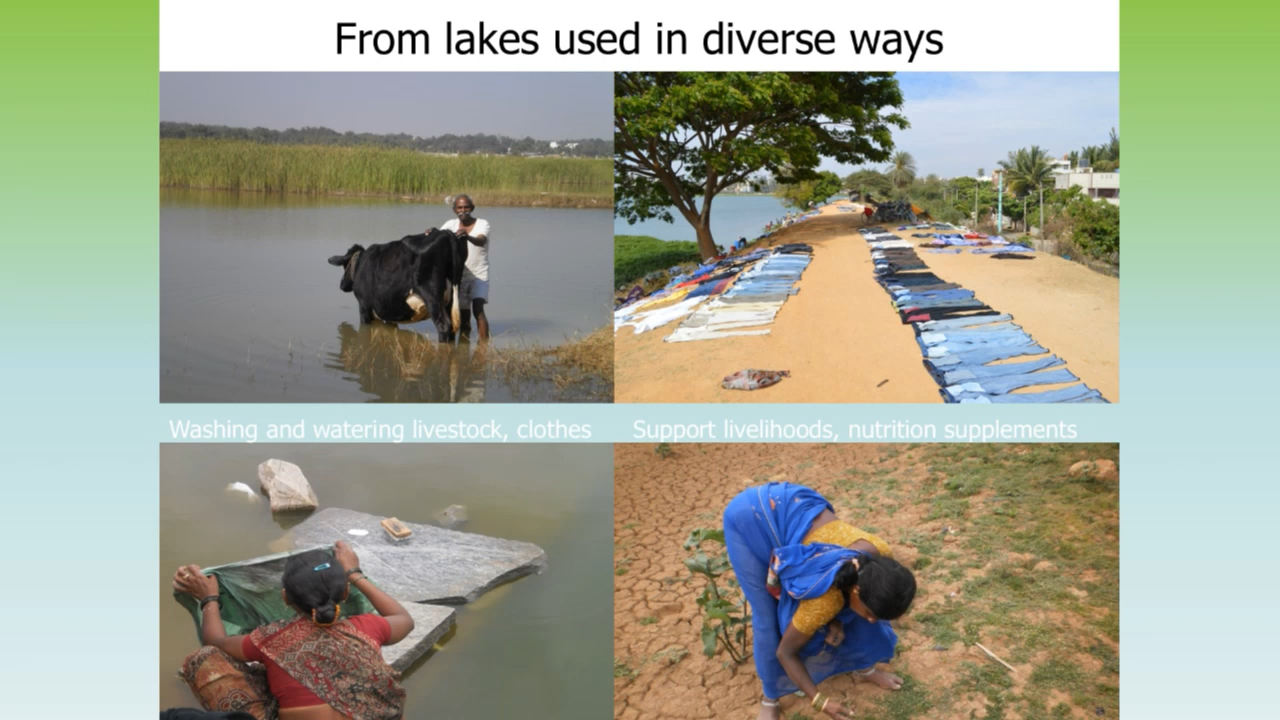 From lakes used in diverse ways
Washing and watering livestock, clothes
Support livelihoods, nutrition supplements